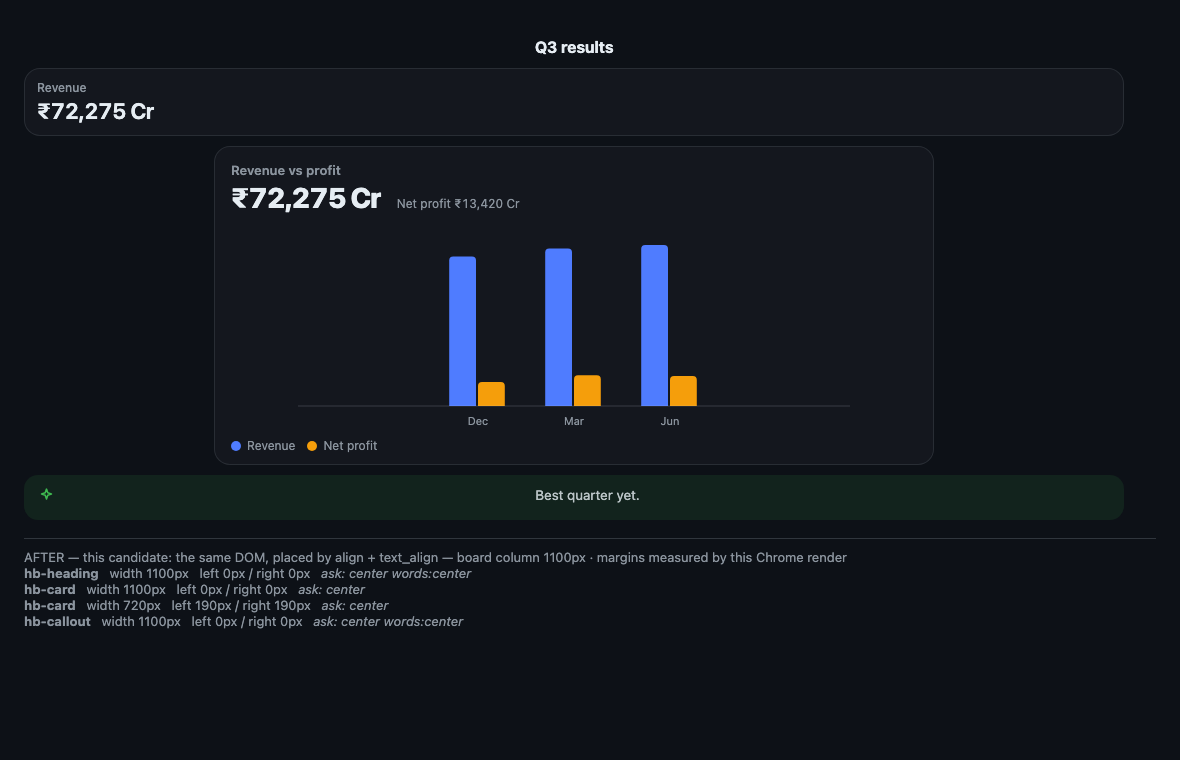 Q3 results
Revenue
₹72,275 Cr
Revenue vs profit
₹72,275 Cr Net profit ₹13,420 Cr
Dec Mar Jun
Revenue Net profit
Best quarter yet.
AFTER — this candidate: the same DOM, placed by align + text_align — board column 1100px · margins measured by this Chrome render
hb-heading width 1100px left 0px / right 0px ask: center words:center
hb-card width 1100px left 0px / right 0px ask: center
hb-card width 720px left 190px / right 190px ask: center
hb-callout width 1100px left 0px / right 0px ask: center words:center